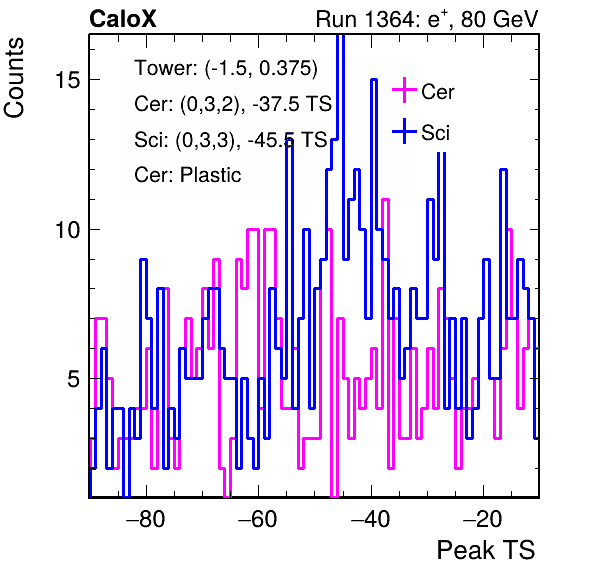 CaloX Run 1364: e+, 80 GeV
Counts
Tower: (-1.5, 0.375)
Cer: (0,3,2), -37.5 TS
Sci: (0,3,3), -45.5 TS
Cer: Plastic
Cer
Sci
15
10
5
−80 −60 −40 −20
Peak TS